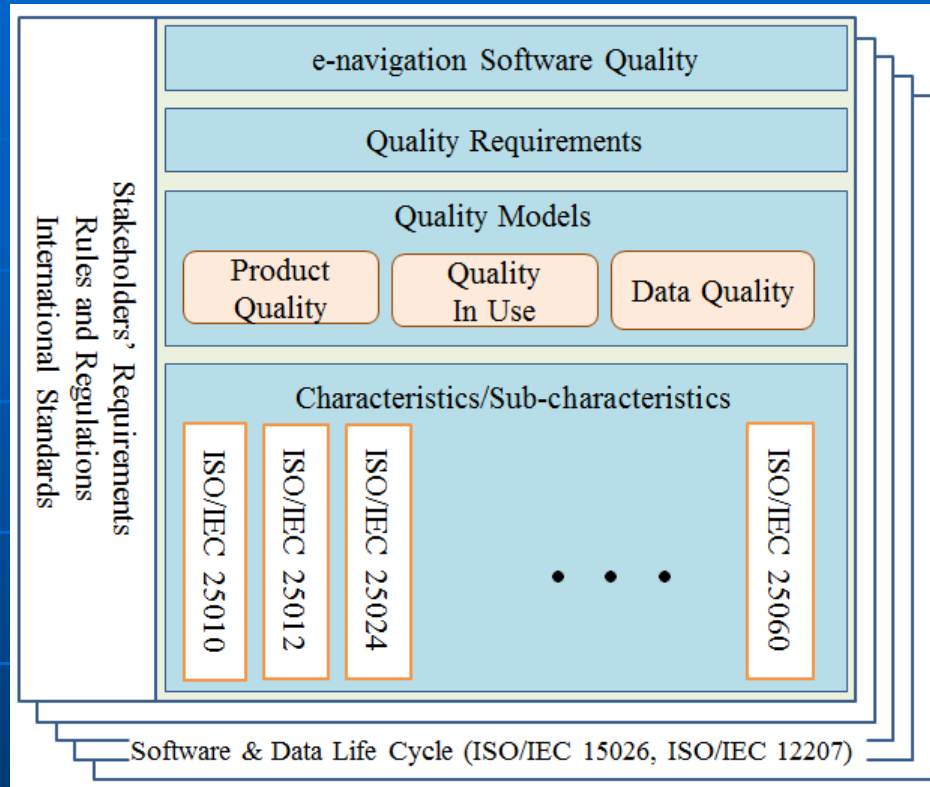 Stakeholders' Requirements
Rules and Regulations
International Standards
e-navigation Software Quality
Quality Requirements
Quality Models
Product
Quality
Quality
In Use
Data Quality
Characteristics/Sub-characteristics
ISO/IEC 25010
ISO/IEC 25012
ISO/IEC 25024
• • •
ISO/IEC 25060
Software & Data Life Cycle (ISO/IEC 15026, ISO/IEC 12207)